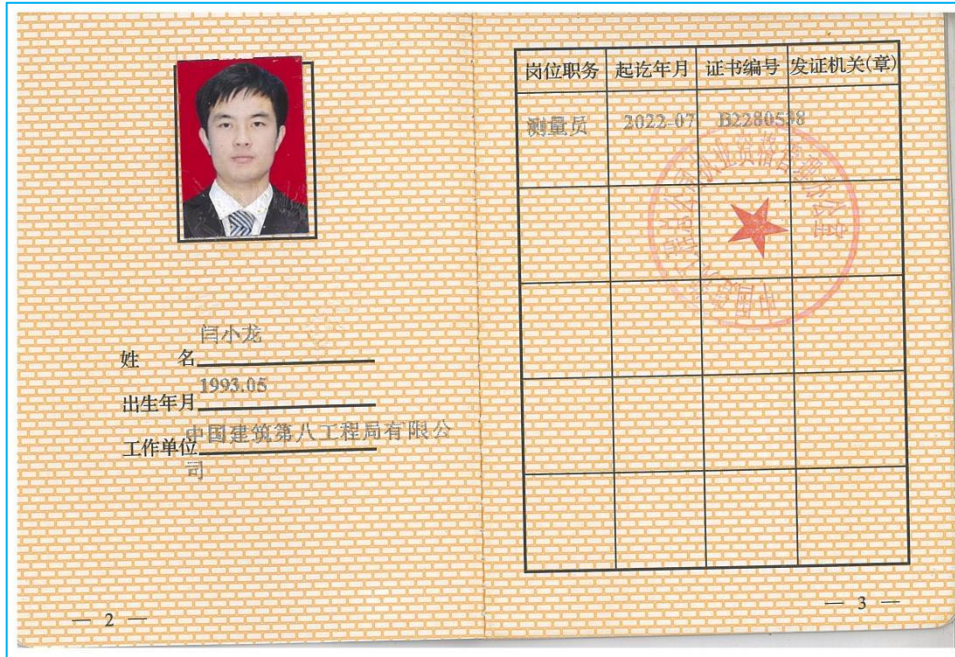 姓 名 闫小龙
出生年月 1993.05
工作单位 中国建筑第八工程局有限公
司
— 2 —
岗位职务 起讫年月 证书编号 发证机关(章)
测量员 2022-07 B2280538
— 3 —